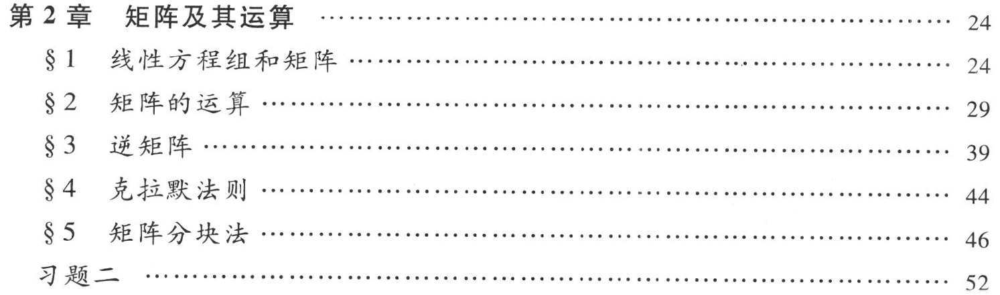 第 2 章 矩阵及其运算 …………………………………………………… 24
§1 线性方程组和矩阵 …………………………………………………… 24
§2 矩阵的运算 …………………………………………………… 29
§3 逆矩阵 …………………………………………………… 39
§4 克拉默法则 …………………………………………………… 44
§5 矩阵分块法 …………………………………………………… 46
习题二 …………………………………………………… 52